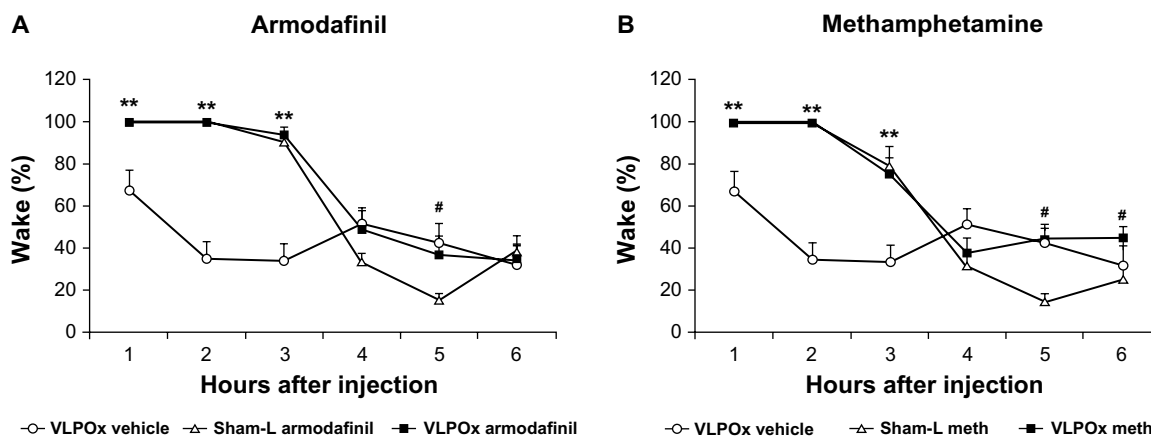 A
Armodafinil
Wake (%)
120
100
80
60
40
20
0
** ** ** #
1 2 3 4 5 6
Hours after injection
VLPOx vehicle Sham-L armodafinil VLPOx armodafinil
B
Methamphetamine
Wake (%)
120
100
80
60
40
20
0
** ** ** # #
1 2 3 4 5 6
Hours after injection
VLPOx vehicle Sham-L meth VLPOx meth